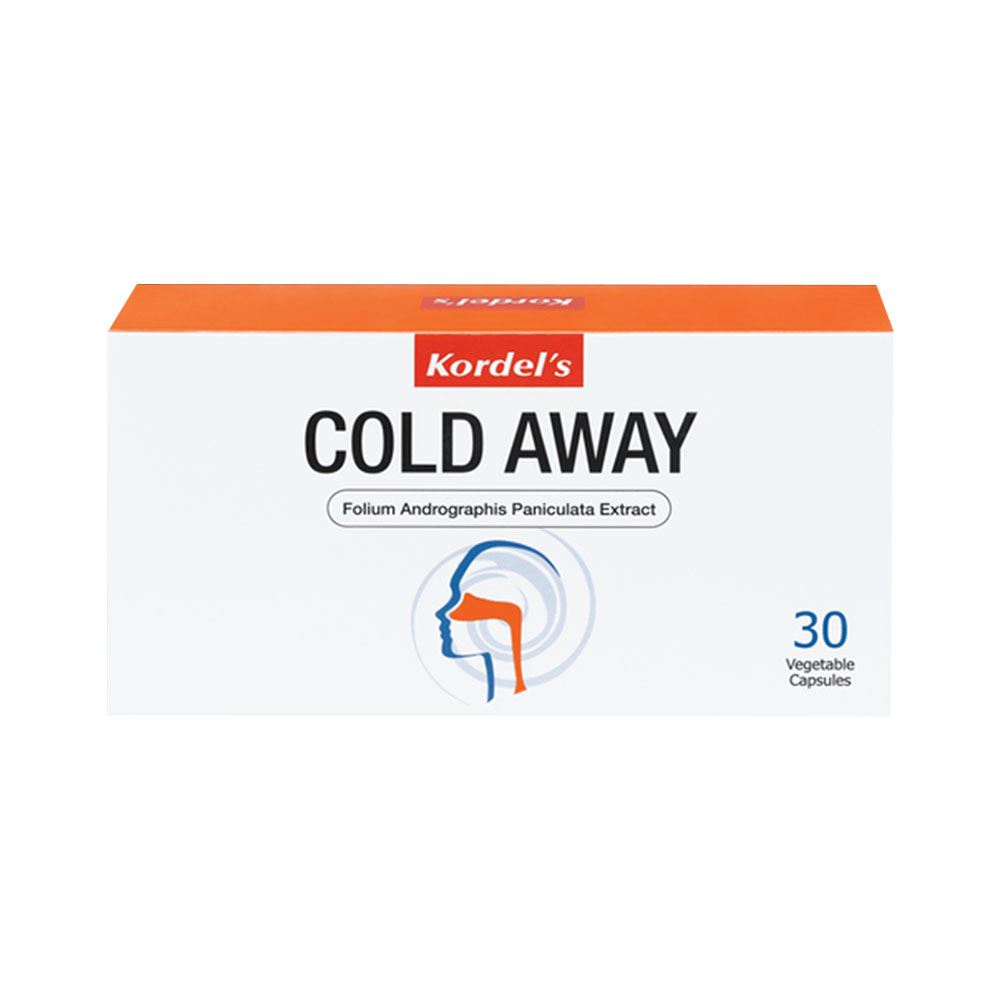 Kordel's
Kordel's
COLD AWAY
Folium Andrographis Paniculata Extract
30
Vegetable
Capsules